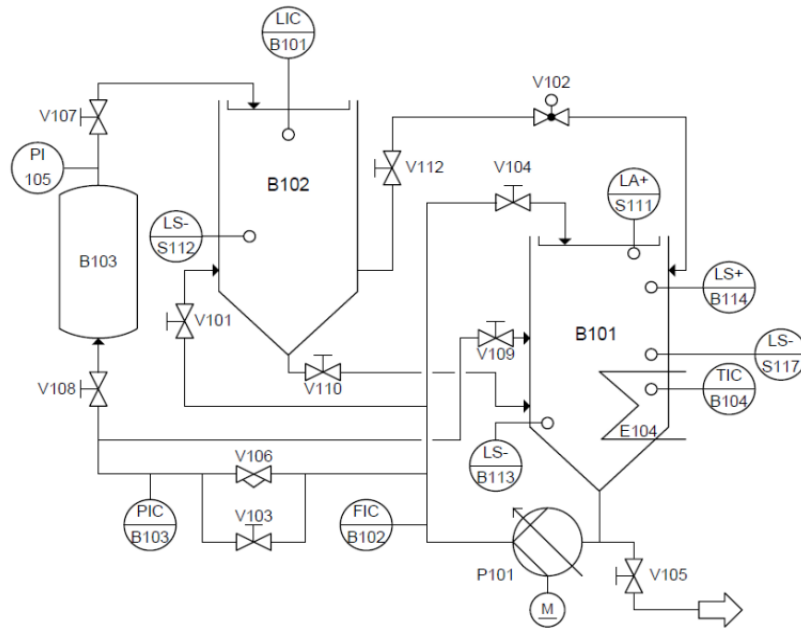 LIC
B101
V107
V102
PI
105
B102
V112
V104
LA+
S111
LS-
S112
B103
V101
LS+
B114
V109
B101
LS-
S117
V108
V110
TIC
B104
E104
V106
LS-
B113
PIC
B103
V103
FIC
B102
P101
V105
M